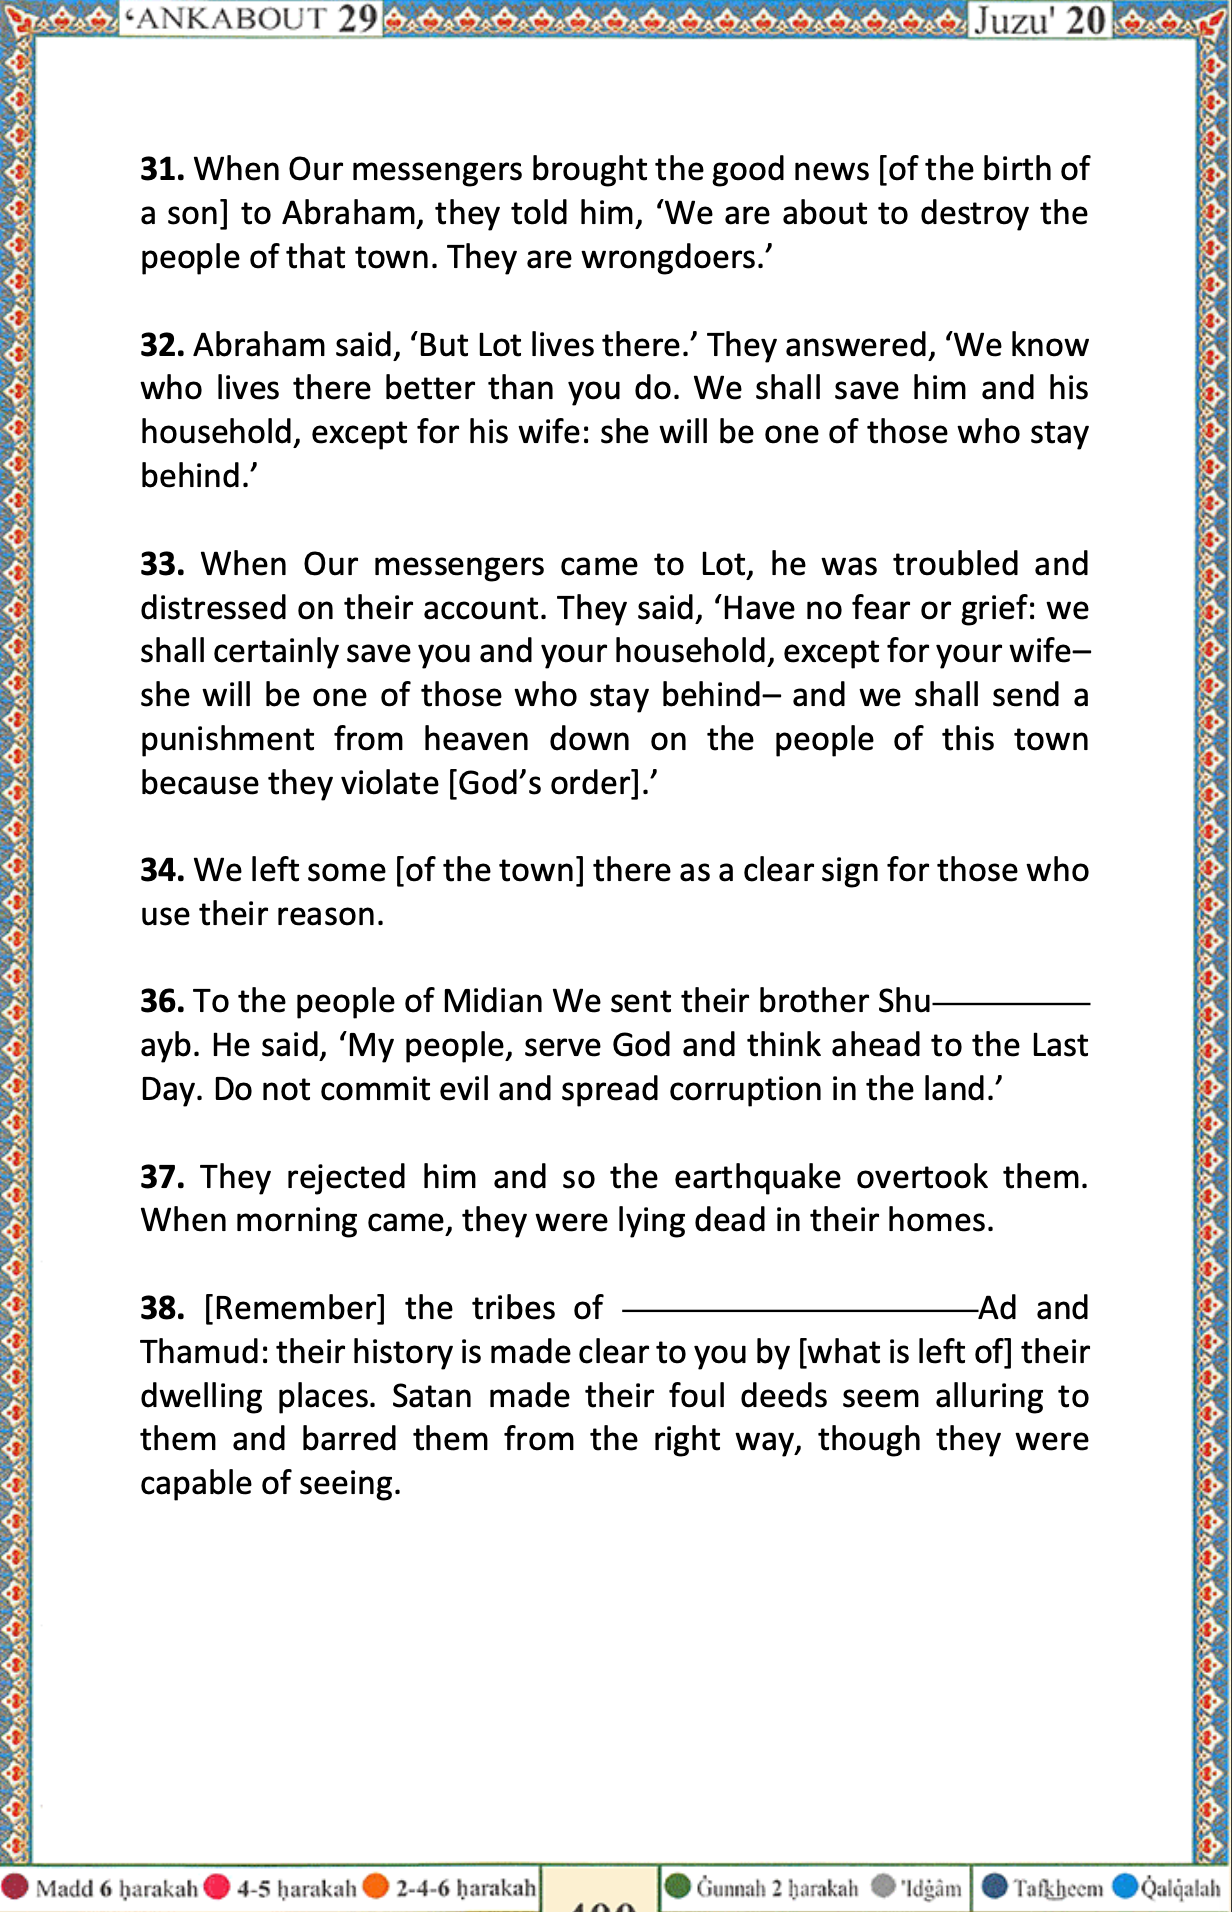 ‘ANKABOUT 29
Juzu' 20
31. When Our messengers brought the good news [of the birth of
a son] to Abraham, they told him, ‘We are about to destroy the
people of that town. They are wrongdoers.’
32. Abraham said, ‘But Lot lives there.’ They answered, ‘We know
who lives there better than you do. We shall save him and his
household, except for his wife: she will be one of those who stay
behind.’
33. When Our messengers came to Lot, he was troubled and
distressed on their account. They said, ‘Have no fear or grief: we
shall certainly save you and your household, except for your wife–
she will be one of those who stay behind– and we shall send a
punishment from heaven down on the people of this town
because they violate [God’s order].’
34. We left some [of the town] there as a clear sign for those who
use their reason.
36. To the people of Midian We sent their brother Shu————
ayb. He said, ‘My people, serve God and think ahead to the Last
Day. Do not commit evil and spread corruption in the land.’
37. They rejected him and so the earthquake overtook them.
When morning came, they were lying dead in their homes.
38. [Remember] the tribes of —————————Ad and
Thamud: their history is made clear to you by [what is left of] their
dwelling places. Satan made their foul deeds seem alluring to
them and barred them from the right way, though they were
capable of seeing.
Madd 6 ḥarakah 4-5 ḥarakah 2-4-6 ḥarakah
Ġunnah 2 ḥarakah 'Idġâm Tafkheem Qalqalah